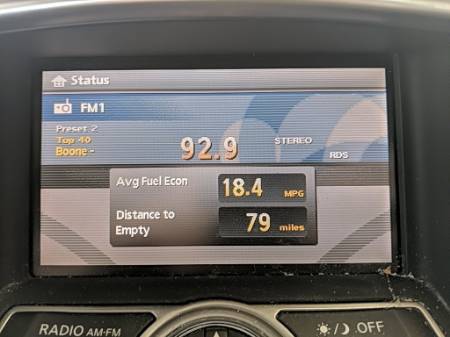 Status
FM1
Preset 2
Top 40
Boone -
92.9
STEREO
RDS
Avg Fuel Econ 18.4 MPG
Distance to Empty 79 miles
RADIO AM·FM
OFF